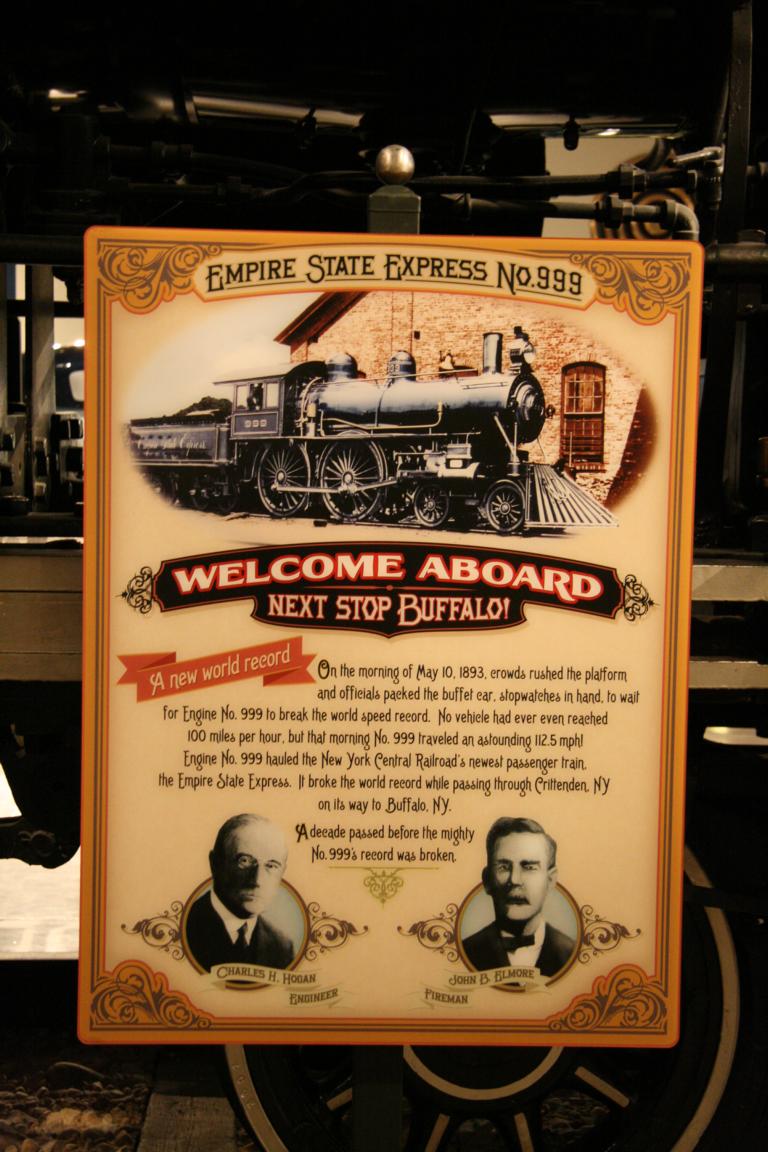 EMPIRE STATE EXPRESS NO.999
999
WELCOME ABOARD
NEXT STOP BUFFALO!
A new world record
On the morning of May 10, 1893, crowds rushed the platform
and officials packed the buffet car, stopwatches in hand, to wait
for Engine No. 999 to break the world speed record. No vehicle had ever even reached
100 miles per hour, but that morning No. 999 traveled an astounding 112.5 mph!
Engine No. 999 hauled the New York Central Railroad's newest passenger train,
the Empire State Express. It broke the world record while passing through Crittenden, NY
on its way to Buffalo, NY.
A decade passed before the mighty
No. 999's record was broken.
CHARLES H. HOGAN
ENGINEER
JOHN B. ELMORE
FIREMAN